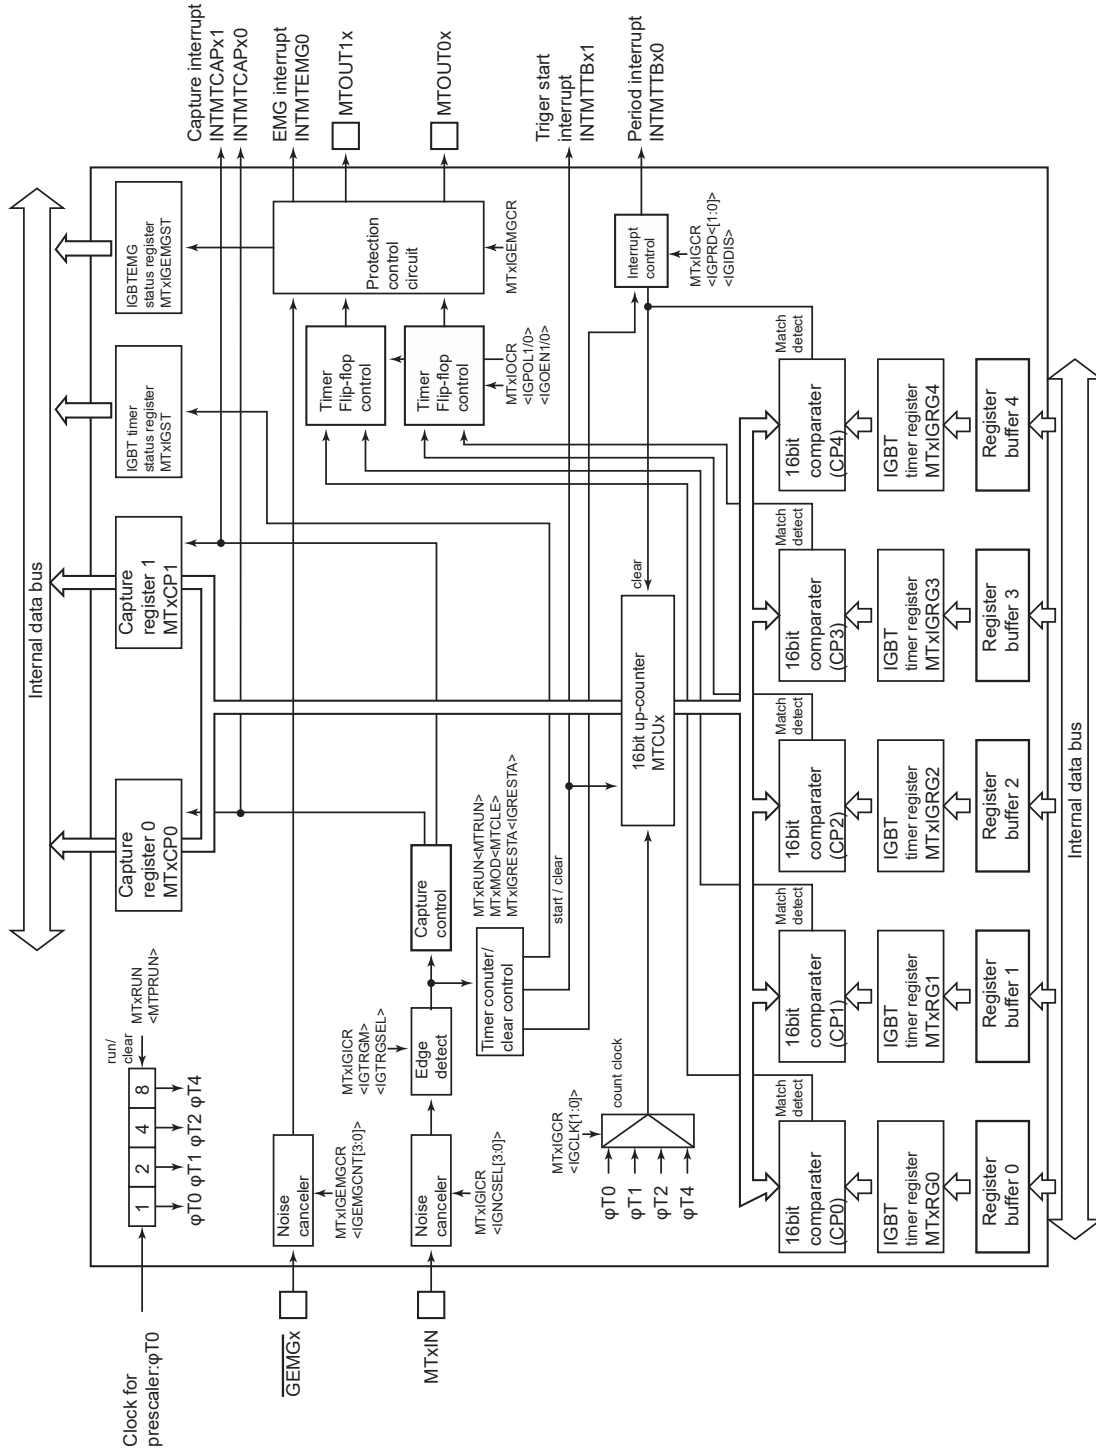 Internal data bus
Clock for
prescaler:φT0
1
2
4
8
run/
clear
MTxRUN
<MTPRUN>
φT0
φT1
φT2
φT4
Capture
register 0
MTxCP0
Capture
register 1
MTxCP1
IGBT timer
status register
MTxIGST
IGBTEMG
status register
MTxIGEMGST
Capture interrupt
INTMTCAPx1
INTMTCAPx0
EMG interrupt
INTMTEMG0
MTOUT1x
MTOUT0x
Triger start
interrupt
INTMTTBx1
Period interrupt
INTMTTBx0
GEMGx
Noise
canceler
MTxIGEMGCR
<IGEMGCNT[3:0]>
Protection
control
circuit
MTxIGEMGCR
Timer
Flip-flop
control
Timer
Flip-flop
control
MTxIOCR
<IGPOL1/0>
<IGOEN1/0>
MTxIN
Noise
canceler
MTxIGICR
<IGNCSEL[3:0]>
MTxIGICR
<IGTRGM>
<IGTRGSEL>
Edge
detect
Capture
control
MTxRUN<MTRUN>
MTxMOD<MTCLE>
MTxIGRESTA<IGRESTA>
Timer conuter/
clear control
start / clear
Interrupt
control
MTxIGCR
<IGPRD<[1:0]>
<IGIDIS>
MTxIGCR
<IGCLK[1:0]>
φT0
φT1
φT2
φT4
count clock
16bit up-counter
MTCUx
clear
Match
detect
Match
detect
Match
detect
Match
detect
Match
detect
16bit
comparater
(CP0)
16bit
comparater
(CP1)
16bit
comparater
(CP2)
16bit
comparater
(CP3)
16bit
comparater
(CP4)
IGBT
timer register
MTxRG0
IGBT
timer register
MTxRG1
IGBT
timer register
MTxIGRG2
IGBT
timer register
MTxIGRG3
IGBT
timer register
MTxIGRG4
Register
buffer 0
Register
buffer 1
Register
buffer 2
Register
buffer 3
Register
buffer 4
Internal data bus